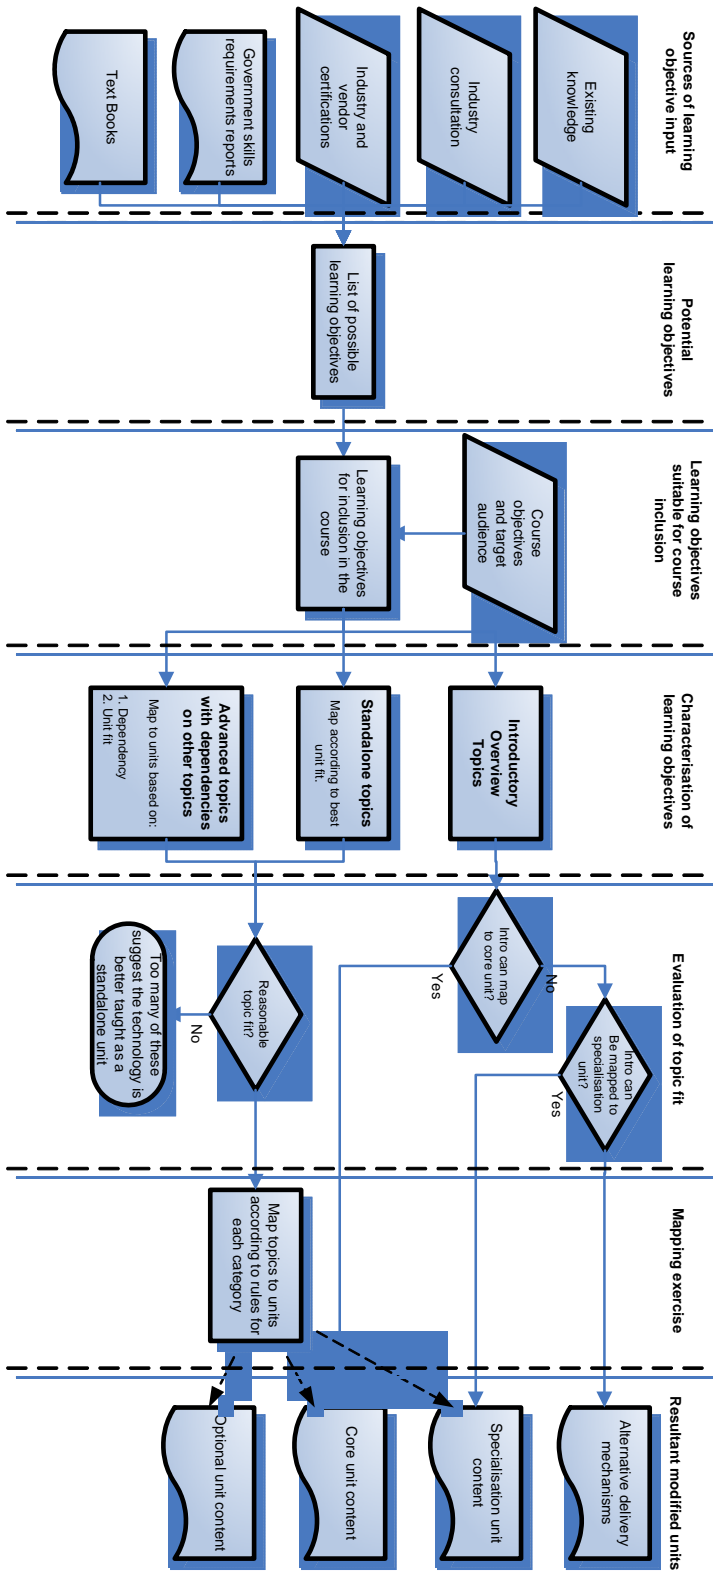 Sources of learning
objective input
Existing
knowledge
Industry
consultation
Industry and
vendor
certifications
Government skills
requirements reports
Text Books
Potential
learning objectives
List of possible
learning objectives
Learning objectives
suitable for course
inclusion
Course
objectives
and target
audience
Learning objectives
for inclusion in the
course
Characterisation of
learning objectives
Introductory
Overview
Topics
Standalone topics
Map according to best
unit fit.
Advanced topics
with dependencies
on other topics
Map to units based on:
1. Dependency
2. Unit fit
Evaluation of topic fit
Intro can
Be mapped to
specialisation
unit?
Yes
No
Intro can map
to core unit?
Yes
Reasonable
topic fit?
No
Too many of these
suggest the technology is
better taught as a
standalone unit
Mapping exercise
Map topics to units
according to rules for
each category
Resultant modified units
Alternative delivery
mechanisms
Specialisation unit
content
Core unit content
Optional unit content